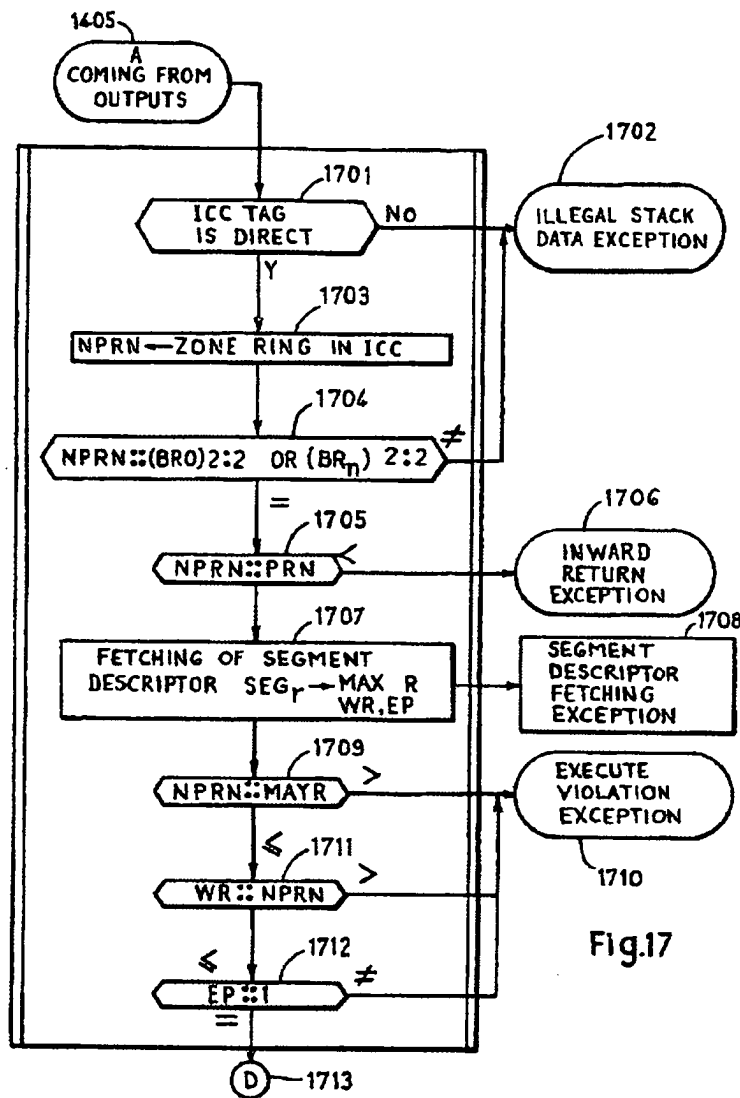 1405
A
COMING FROM
OUTPUTS
1702
1701
ICC TAG
IS DIRECT
No
ILLEGAL STACK
DATA EXCEPTION
Y
1703
NPRN←ZONE RING IN ICC
1704
NPRN::(BRO)2:2 OR (BRn) 2:2
≠
=
1705
1706
NPRN::PRN
<
INWARD
RETURN
EXCEPTION
1707
1708
FETCHING OF SEGMENT
DESCRIPTOR SEGr→MAX R
WR,EP
SEGMENT
DESCRIPTOR
FETCHING
EXCEPTION
1709
NPRN::MAYR
>
EXECUTE
VIOLATION
EXCEPTION
≤
1711
WR::NPRN
>
1710
Fig.17
≤
1712
EP::1
≠
=
D
1713